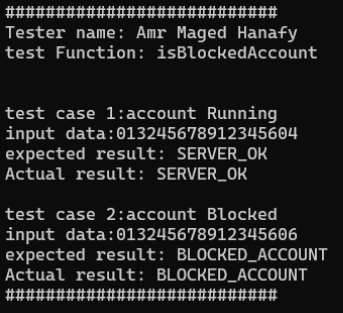 ###########################
Tester name: Amr Maged Hanafy
test Function: isBlockedAccount
test case 1:account Running
input data:013245678912345604
expected result: SERVER_OK
Actual result: SERVER_OK
test case 2:account Blocked
input data:013245678912345606
expected result: BLOCKED_ACCOUNT
Actual result: BLOCKED_ACCOUNT
###########################